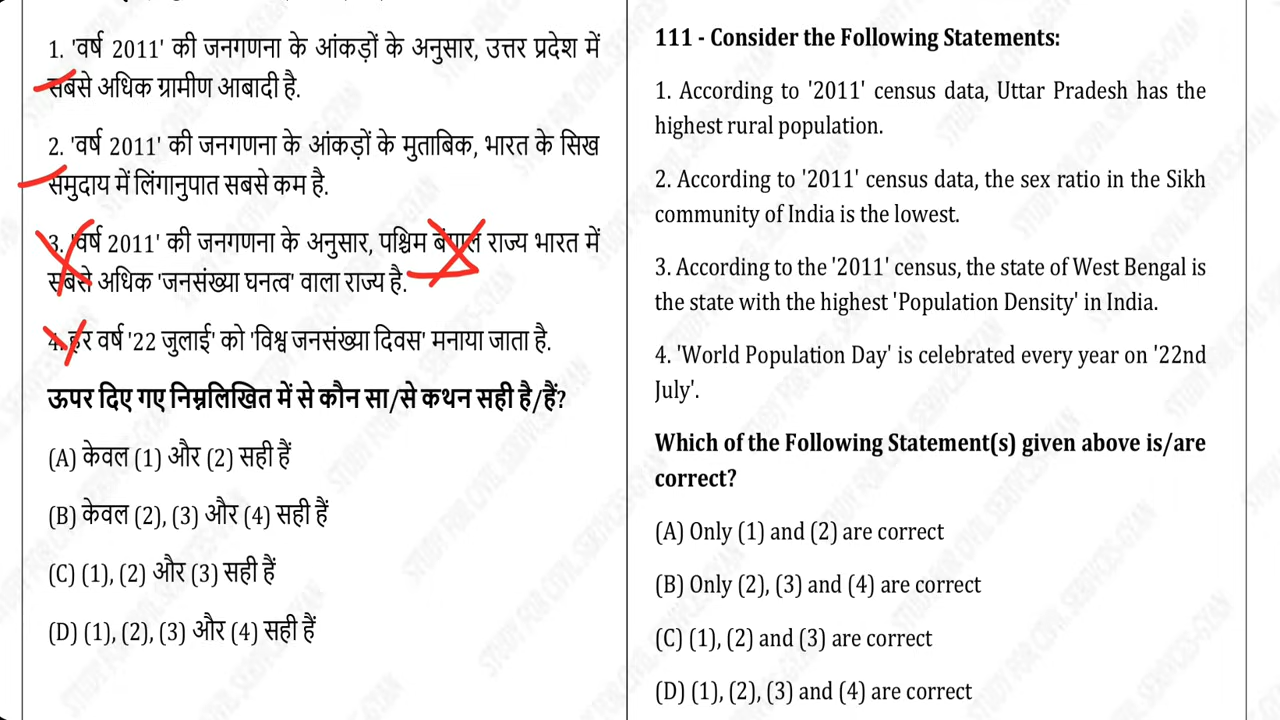 1. 'वर्ष 2011' की जनगणना के आंकड़ों के अनुसार, उत्तर प्रदेश में
सबसे अधिक ग्रामीण आबादी है.
2. 'वर्ष 2011' की जनगणना के आंकड़ों के मुताबिक, भारत के सिख
समुदाय में लिंगानुपात सबसे कम है.
3. 'वर्ष 2011' की जनगणना के अनुसार, पश्चिम बंगाल राज्य भारत में
सबसे अधिक 'जनसंख्या घनत्व' वाला राज्य है.
4. हर वर्ष '22 जुलाई' को 'विश्व जनसंख्या दिवस' मनाया जाता है.
ऊपर दिए गए निम्नलिखित में से कौन सा/से कथन सही है/हैं?
(A) केवल (1) और (2) सही हैं
(B) केवल (2), (3) और (4) सही हैं
(C) (1), (2) और (3) सही हैं
(D) (1), (2), (3) और (4) सही हैं
111 - Consider the Following Statements:
1. According to '2011' census data, Uttar Pradesh has the
highest rural population.
2. According to '2011' census data, the sex ratio in the Sikh
community of India is the lowest.
3. According to the '2011' census, the state of West Bengal is
the state with the highest 'Population Density' in India.
4. 'World Population Day' is celebrated every year on '22nd
July'.
Which of the Following Statement(s) given above is/are
correct?
(A) Only (1) and (2) are correct
(B) Only (2), (3) and (4) are correct
(C) (1), (2) and (3) are correct
(D) (1), (2), (3) and (4) are correct